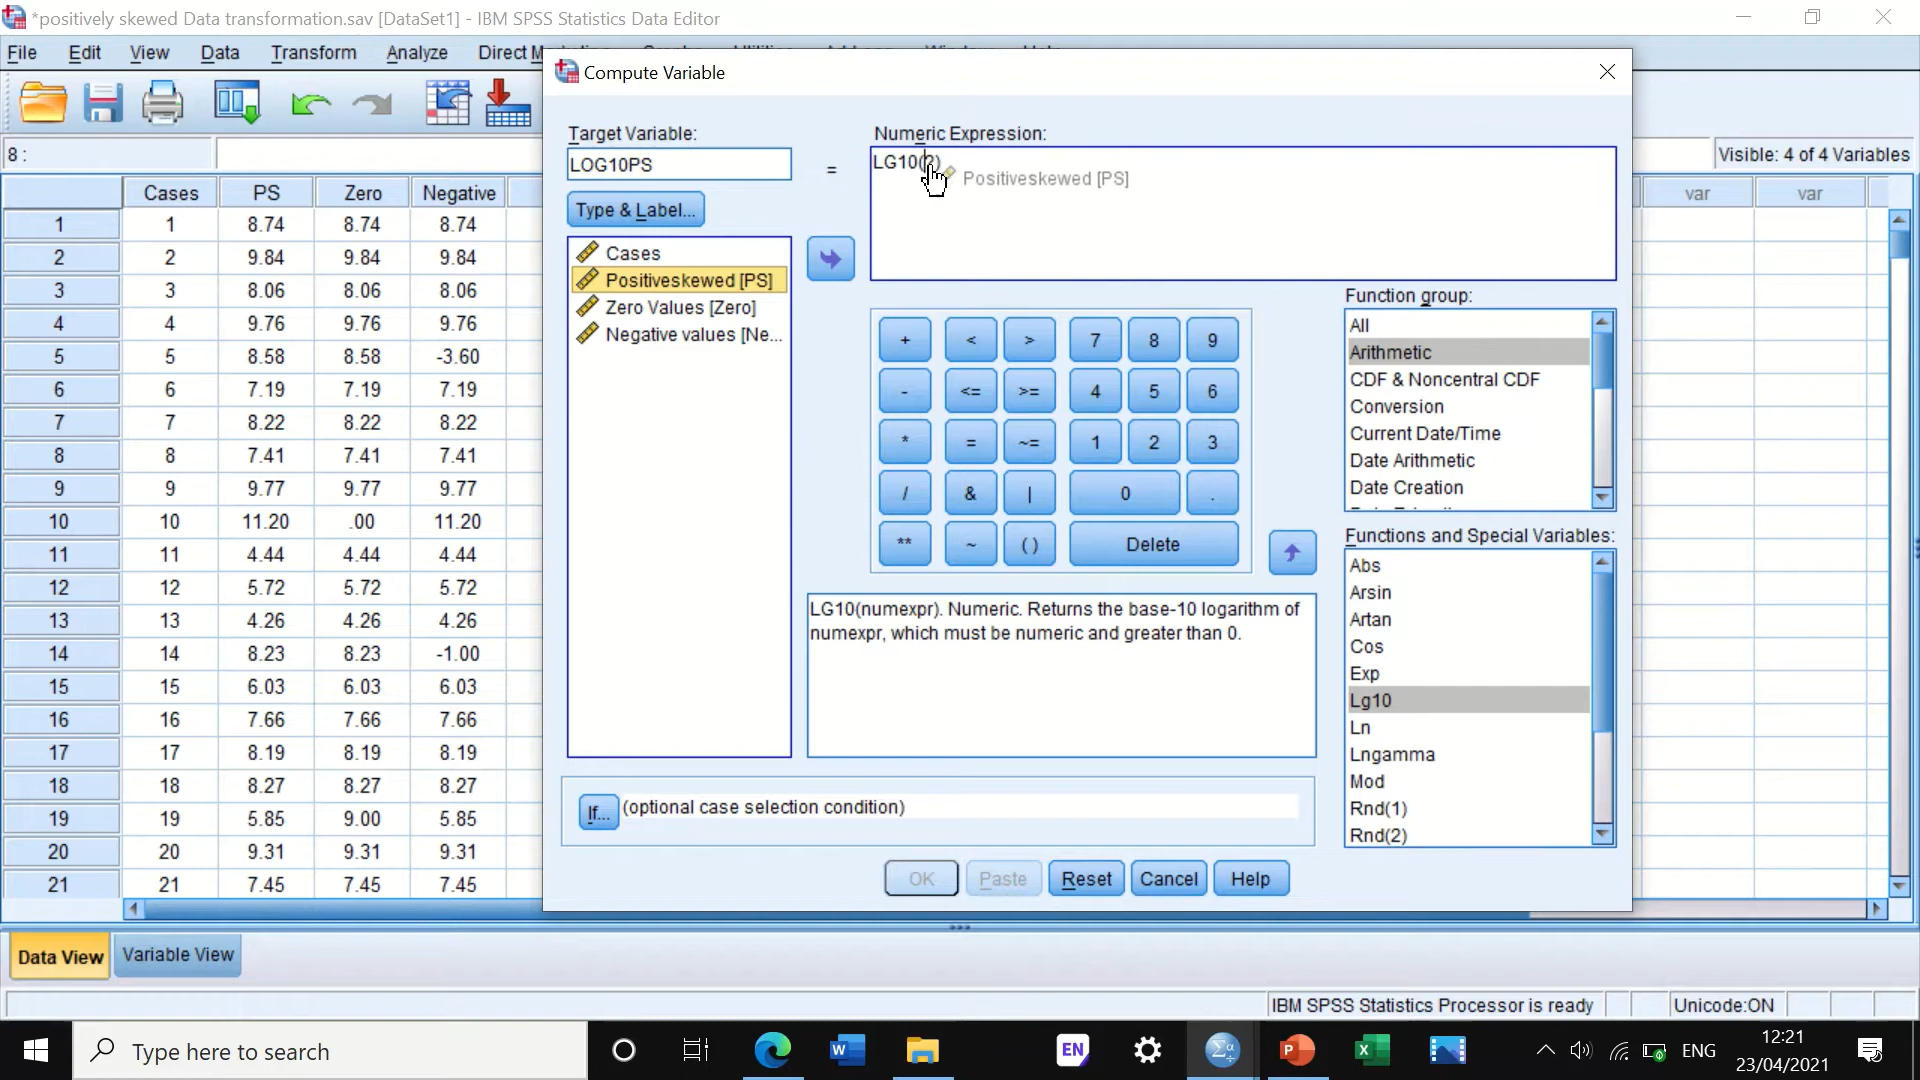 *positively skewed Data transformation.sav [DataSet1] - IBM SPSS Statistics Data Editor
File Edit View Data Transform Analyze Direct
Compute Variable
8 :
Visible: 4 of 4 Variables
Target Variable:
LOG10PS
=
Numeric Expression:
LG10(?)
Positiveskewed [PS]
Type & Label...
Cases
Positiveskewed [PS]
Zero Values [Zero]
Negative values [Ne...
Cases PS Zero Negative
var var
1 1 8.74 8.74 8.74
2 2 9.84 9.84 9.84
3 3 8.06 8.06 8.06
4 4 9.76 9.76 9.76
5 5 8.58 8.58 -3.60
6 6 7.19 7.19 7.19
7 7 8.22 8.22 8.22
8 8 7.41 7.41 7.41
9 9 9.77 9.77 9.77
10 10 11.20 .00 11.20
11 11 4.44 4.44 4.44
12 12 5.72 5.72 5.72
13 13 4.26 4.26 4.26
14 14 8.23 8.23 -1.00
15 15 6.03 6.03 6.03
16 16 7.66 7.66 7.66
17 17 8.19 8.19 8.19
18 18 8.27 8.27 8.27
19 19 5.85 9.00 5.85
20 20 9.31 9.31 9.31
21 21 7.45 7.45 7.45
+ < > 7 8 9
- <= >= 4 5 6
* = ~= 1 2 3
/ & | 0 .
** ~ ( ) Delete
Function group:
All
Arithmetic
CDF & Noncentral CDF
Conversion
Current Date/Time
Date Arithmetic
Date Creation
Functions and Special Variables:
Abs
Arsin
Artan
Cos
Exp
Lg10
Ln
Lngamma
Mod
Rnd(1)
Rnd(2)
LG10(numexpr). Numeric. Returns the base-10 logarithm of
numexpr, which must be numeric and greater than 0.
If... (optional case selection condition)
OK Paste Reset Cancel Help
Data View Variable View
IBM SPSS Statistics Processor is ready Unicode:ON
Type here to search
EN
ENG
12:21
23/04/2021